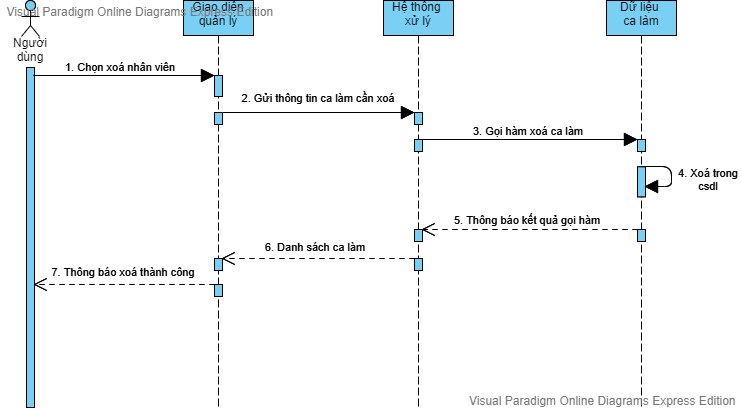 Visual Paradigm Online Diagrams Express Edition
Người
dùng
Giao diện
quản lý
Hệ thống
xử lý
Dữ liệu
ca làm
1. Chọn xoá nhân viên
2. Gửi thông tin ca làm cần xoá
3. Gọi hàm xoá ca làm
4. Xoá trong
csdl
5. Thông báo kết quả gọi hàm
6. Danh sách ca làm
7. Thông báo xoá thành công
Visual Paradigm Online Diagrams Express Edition